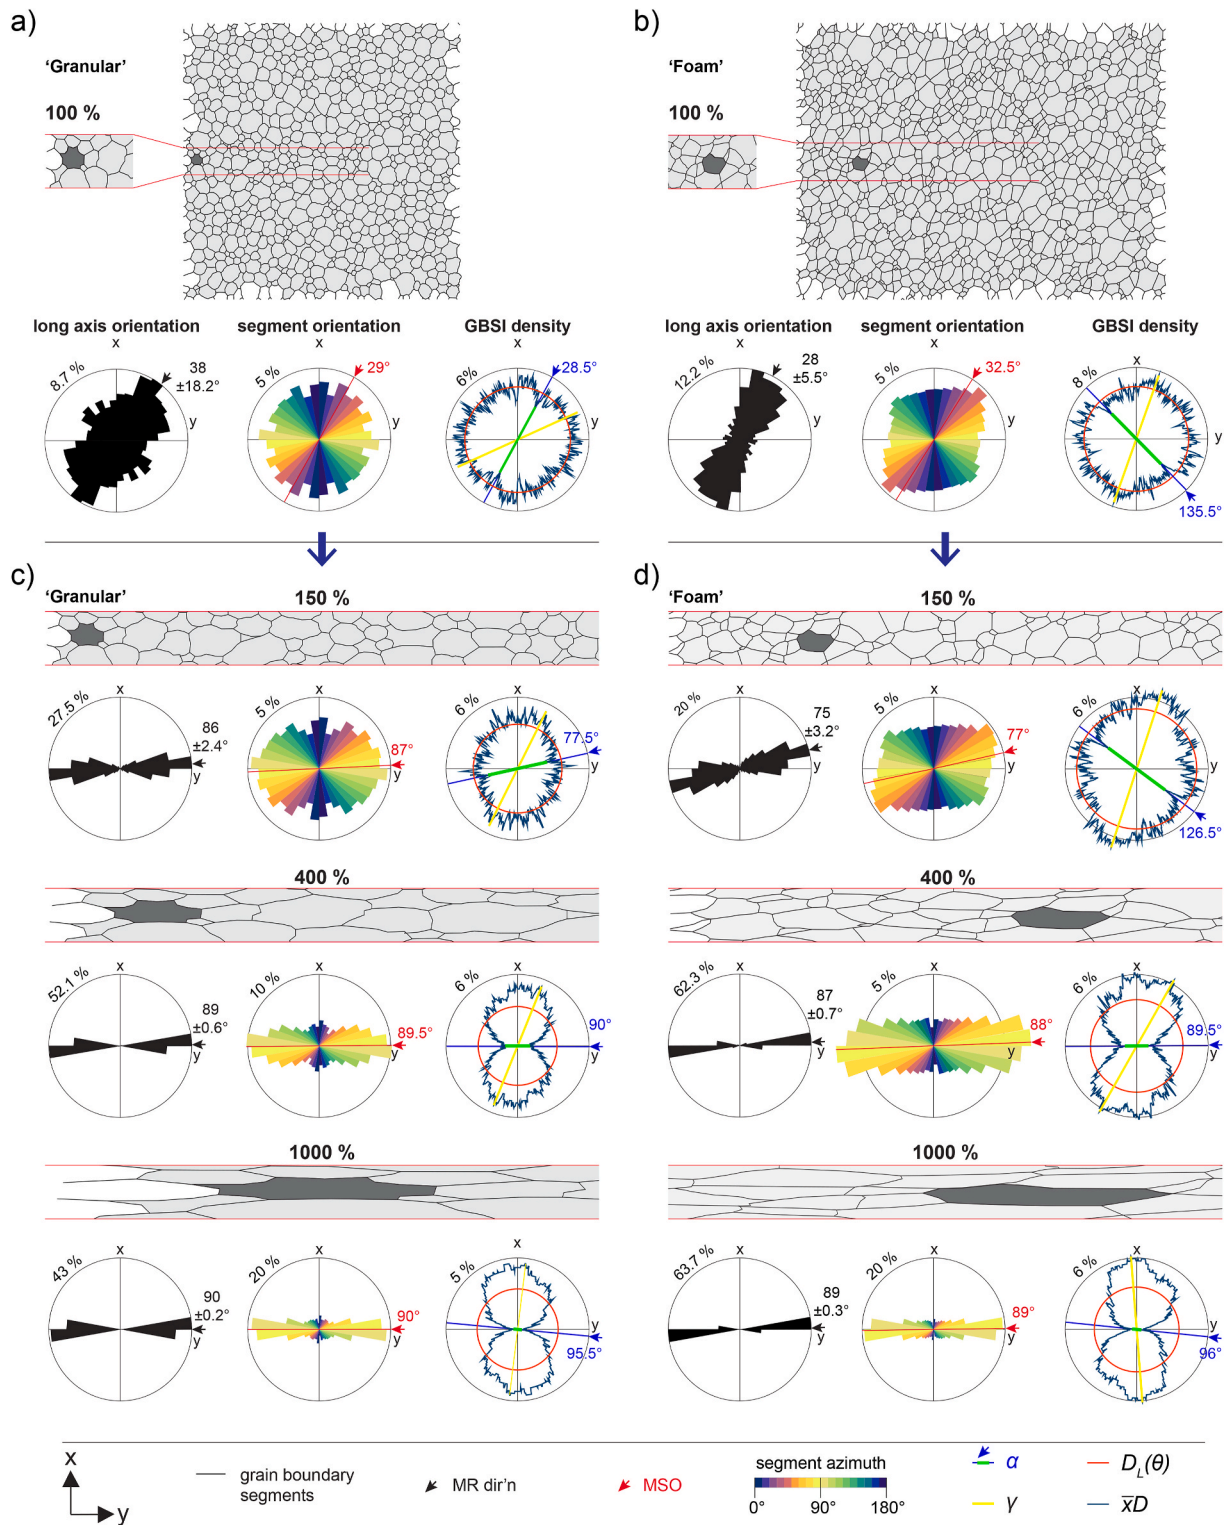 a)
'Granular'
100 %
long axis orientation
segment orientation
GBSI density
x
x
8.7 %
38
±18.2°
y
5 %
29°
6%
28.5°
y
b)
'Foam'
100 %
long axis orientation
segment orientation
GBSI density
x
x
12.2 %
28
±5.5°
y
5 %
32.5°
8 %
y
135.5°
c)
'Granular'
150 %
x
x
x
27.5 %
86
±2.4°
y
5 %
87°
y
6 %
77.5°
y
400 %
x
x
x
52.1 %
89
±0.6°
y
10 %
89.5°
y
6 %
90°
y
1000 %
x
x
x
43 %
90
±0.2°
y
20 %
90°
y
5 %
y
95.5°
d)
'Foam'
150 %
x
x
x
20 %
75
±3.2°
y
5 %
77°
y
6 %
y
126.5°
400 %
x
x
x
62.3 %
87
±0.7°
y
5 %
88°
y
6 %
89.5°
y
1000 %
x
x
x
63.7 %
89
±0.3°
y
20 %
89°
y
6 %
y
96°
x
y
grain boundary
segments
MR dir'n
MSO
segment azimuth
0° 90° 180°
α
γ
D_L(θ)
x̅D